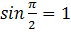 sin π/2 = 1